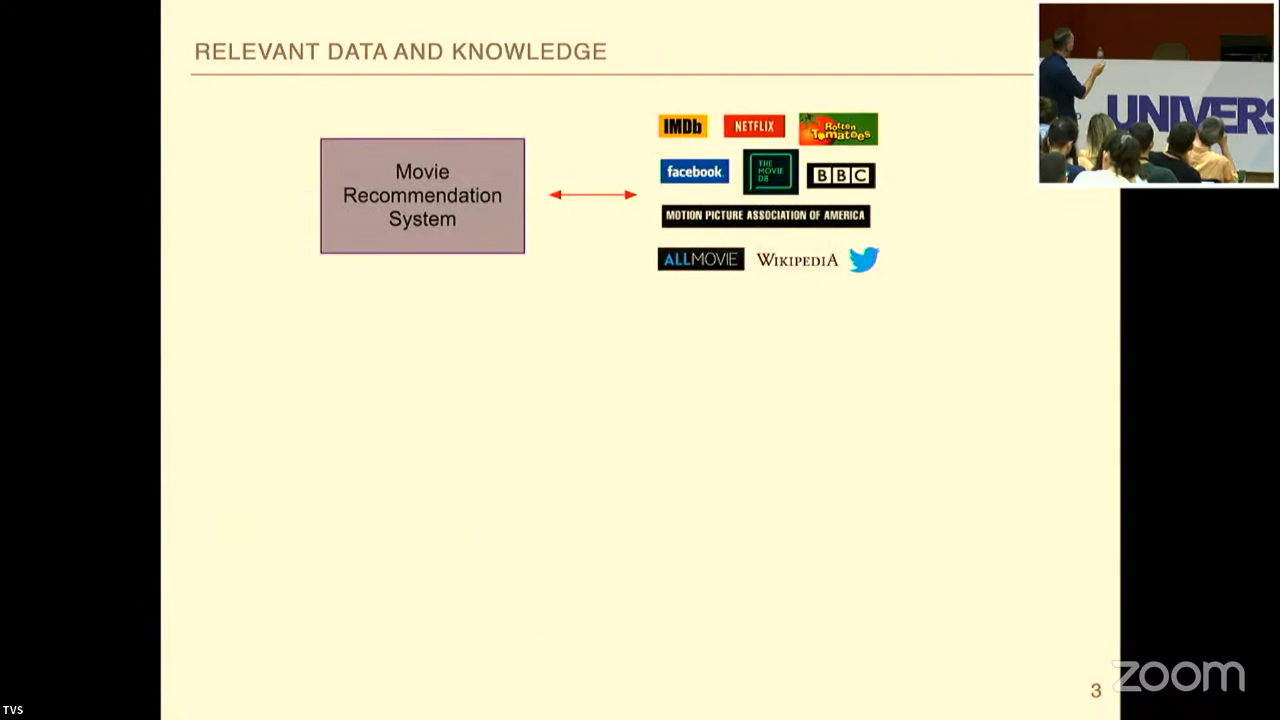 RELEVANT DATA AND KNOWLEDGE
UNIVERS
Movie
Recommendation
System
IMDb
NETFLIX
Rotten
Tomatoes
facebook
THE
MOVIE
DB
BBC
MOTION PICTURE ASSOCIATION OF AMERICA
ALLMOVIE
WIKIPEDIA
3
zoom
TVS